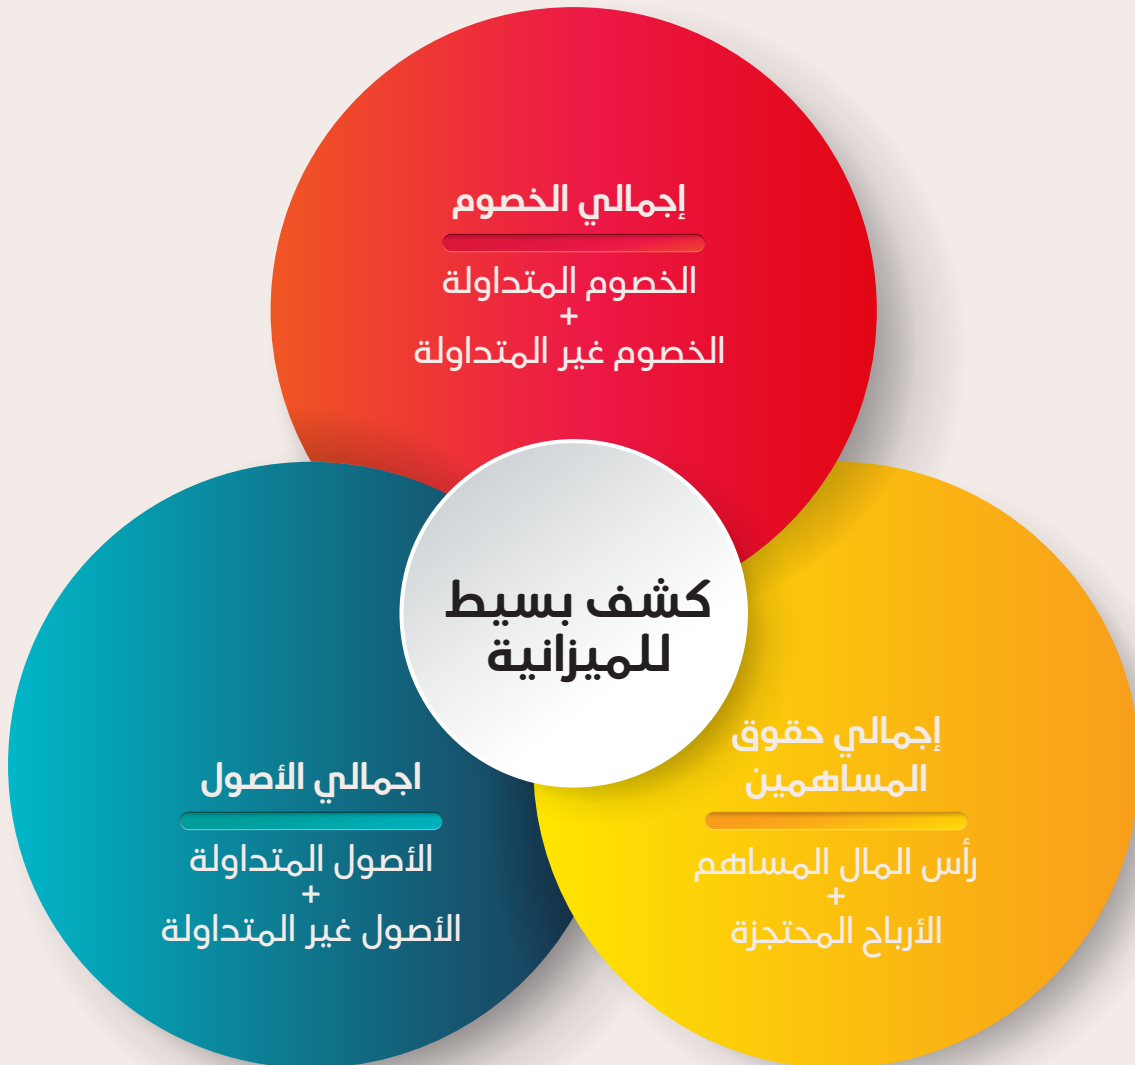 إجمالي الخصوم
الخصوم المتداولة
+
الخصوم غير المتداولة
كشف بسيط
للميزانية
إجمالي حقوق
المساهمين
رأس المال المساهم
+
الأرباح المحتجزة
اجمالي الأصول
الأصول المتداولة
+
الأصول غير المتداولة